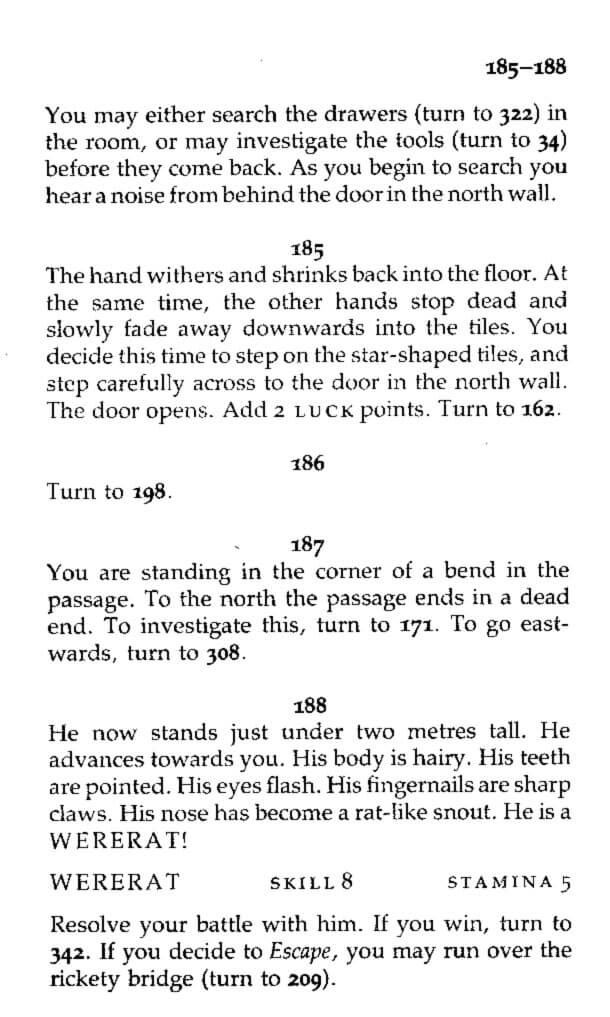 185–188
You may either search the drawers (turn to 322) in
the room, or may investigate the tools (turn to 34)
before they come back. As you begin to search you
hear a noise from behind the door in the north wall.
185
The hand withers and shrinks back into the floor. At
the same time, the other hands stop dead and
slowly fade away downwards into the tiles. You
decide this time to step on the star-shaped tiles, and
step carefully across to the door in the north wall.
The door opens. Add 2 LUCK points. Turn to 162.
186
Turn to 198.
187
You are standing in the corner of a bend in the
passage. To the north the passage ends in a dead
end. To investigate this, turn to 171. To go east-
wards, turn to 308.
188
He now stands just under two metres tall. He
advances towards you. His body is hairy. His teeth
are pointed. His eyes flash. His fingernails are sharp
claws. His nose has become a rat-like snout. He is a
WERERAT!
WERERAT SKILL 8 STAMINA 5
Resolve your battle with him. If you win, turn to
342. If you decide to Escape, you may run over the
rickety bridge (turn to 209).